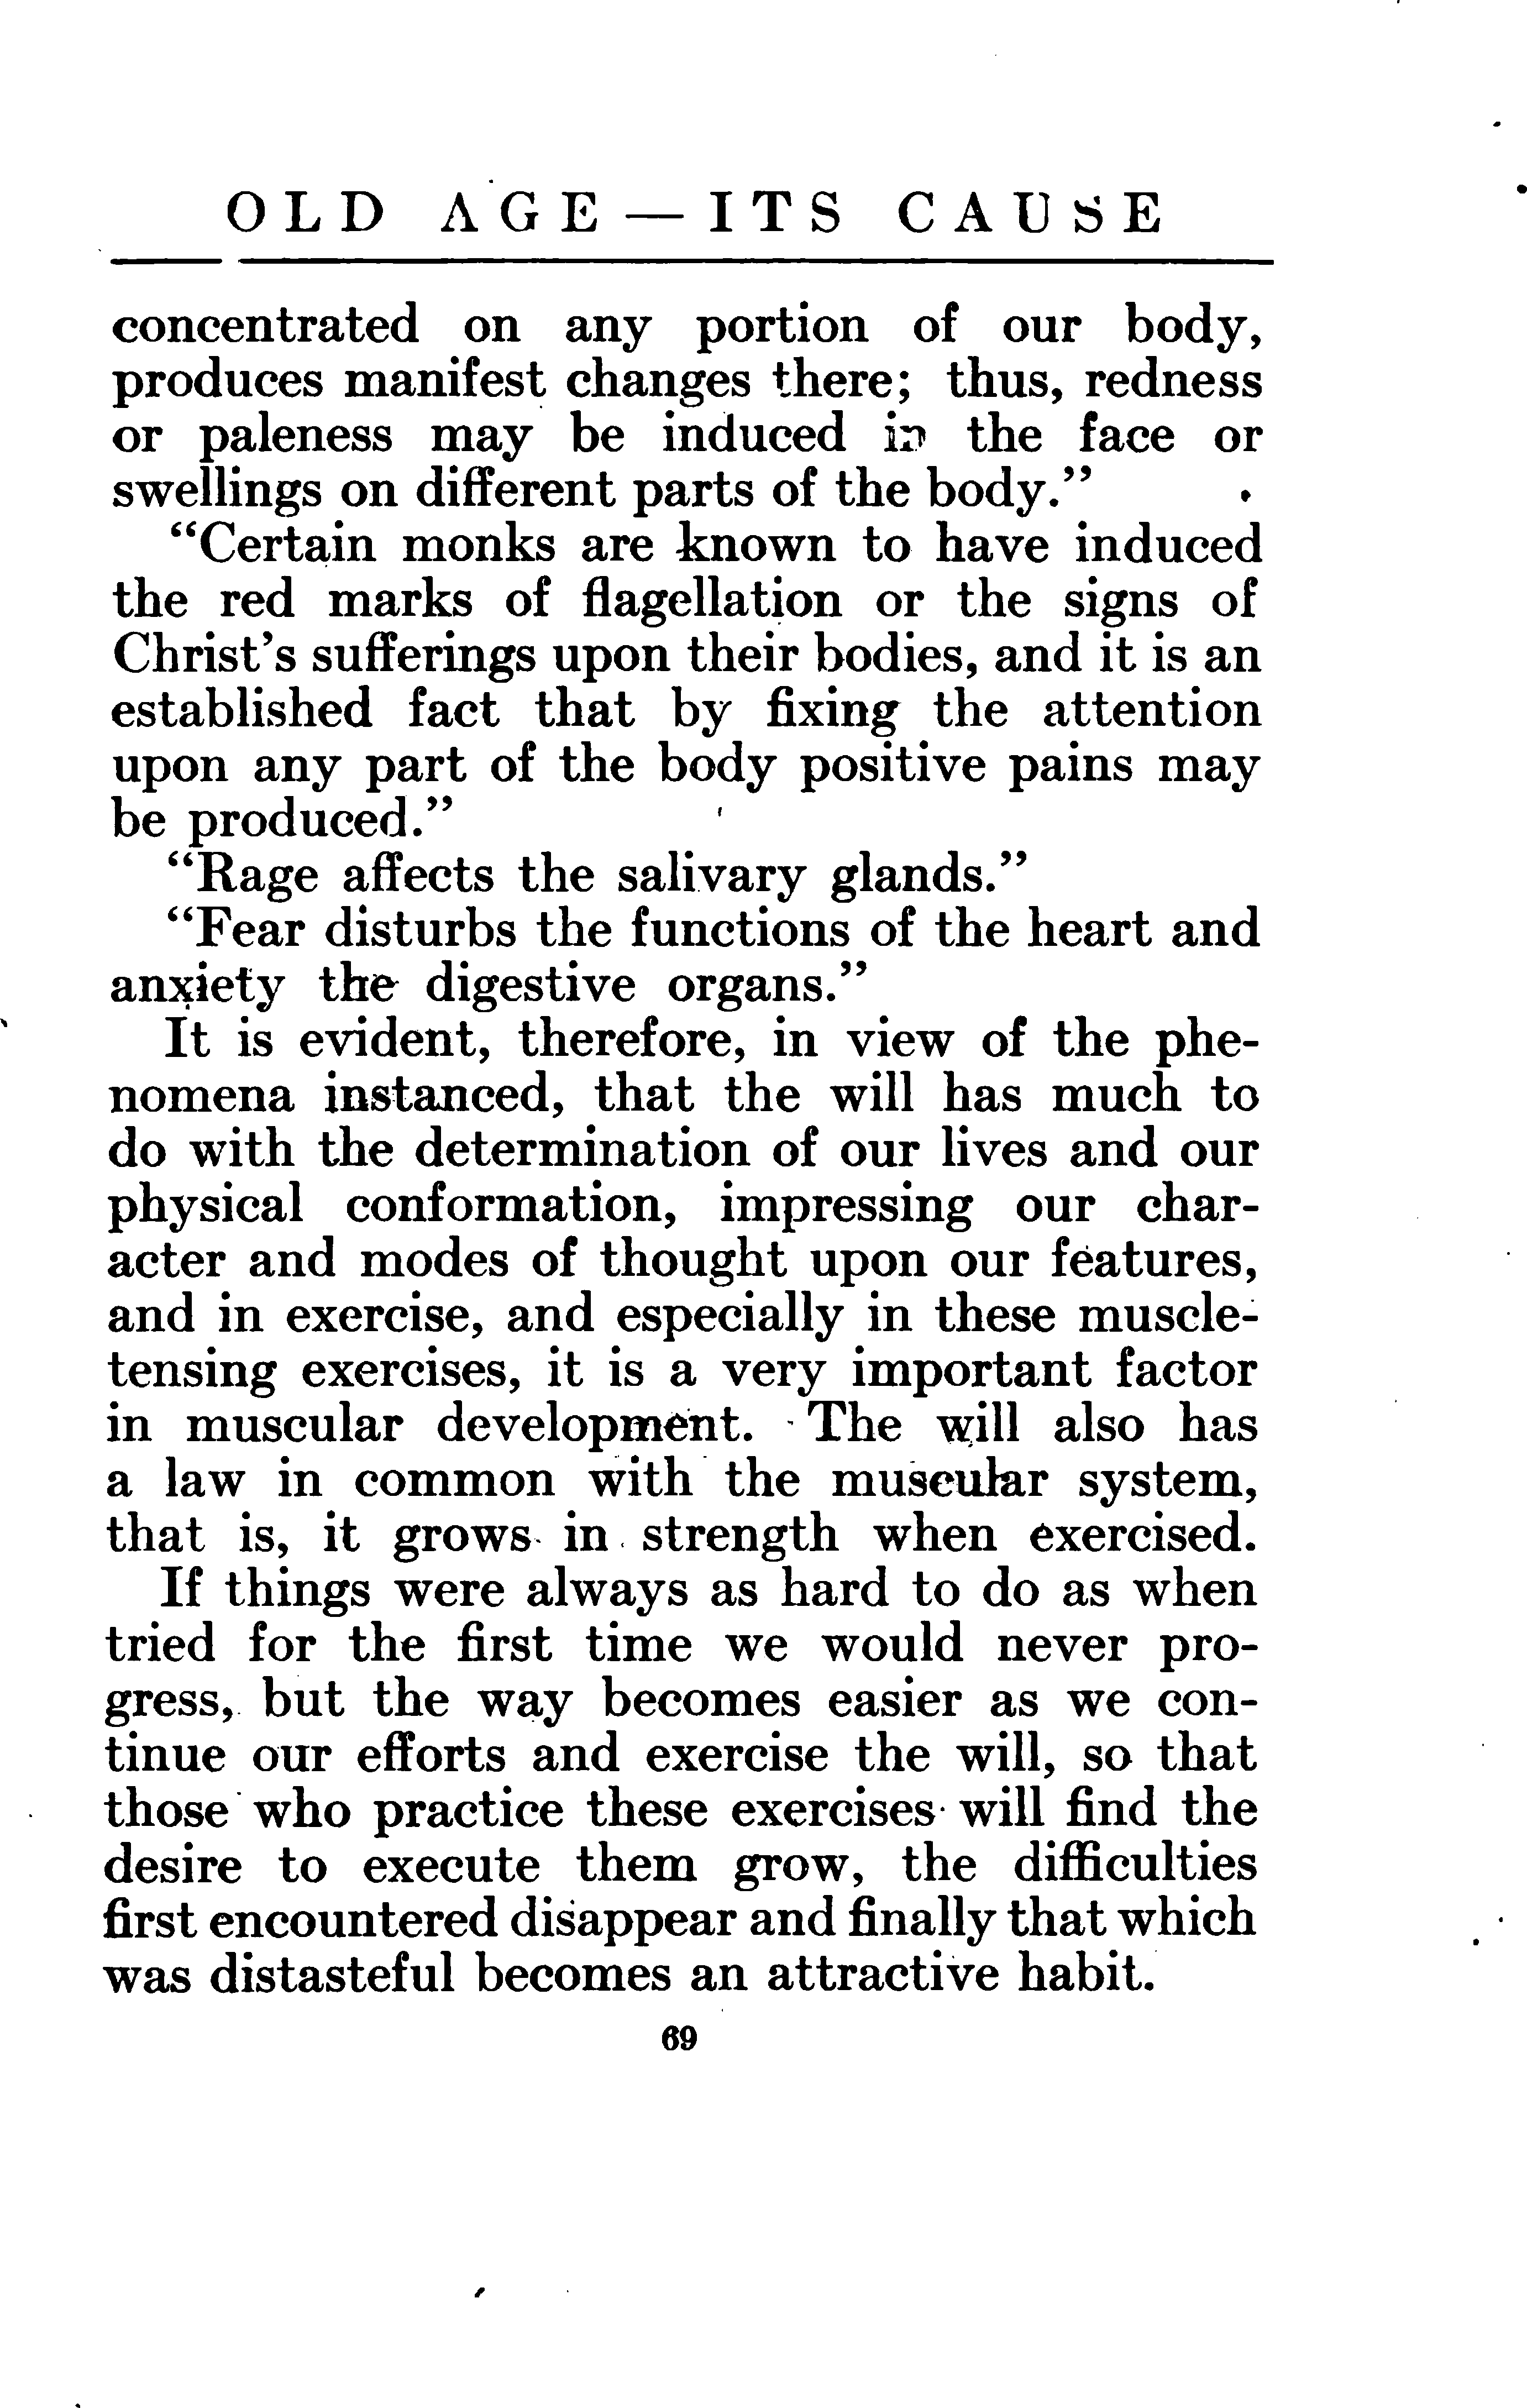 OLD AGE—ITS CAUSE
concentrated on any portion of our body,
produces manifest changes there; thus, redness
or paleness may be induced in the face or
swellings on different parts of the body."
"Certain monks are known to have induced
the red marks of flagellation or the signs of
Christ's sufferings upon their bodies, and it is an
established fact that by fixing the attention
upon any part of the body positive pains may
be produced."
"Rage affects the salivary glands."
"Fear disturbs the functions of the heart and
anxiety the digestive organs."
It is evident, therefore, in view of the phe-
nomena instanced, that the will has much to
do with the determination of our lives and our
physical conformation, impressing our char-
acter and modes of thought upon our features,
and in exercise, and especially in these muscle-
tensing exercises, it is a very important factor
in muscular development. The will also has
a law in common with the muscular system,
that is, it grows in strength when exercised.
If things were always as hard to do as when
tried for the first time we would never pro-
gress, but the way becomes easier as we con-
tinue our efforts and exercise the will, so that
those who practice these exercises will find the
desire to execute them grow, the difficulties
first encountered disappear and finally that which
was distasteful becomes an attractive habit.
69